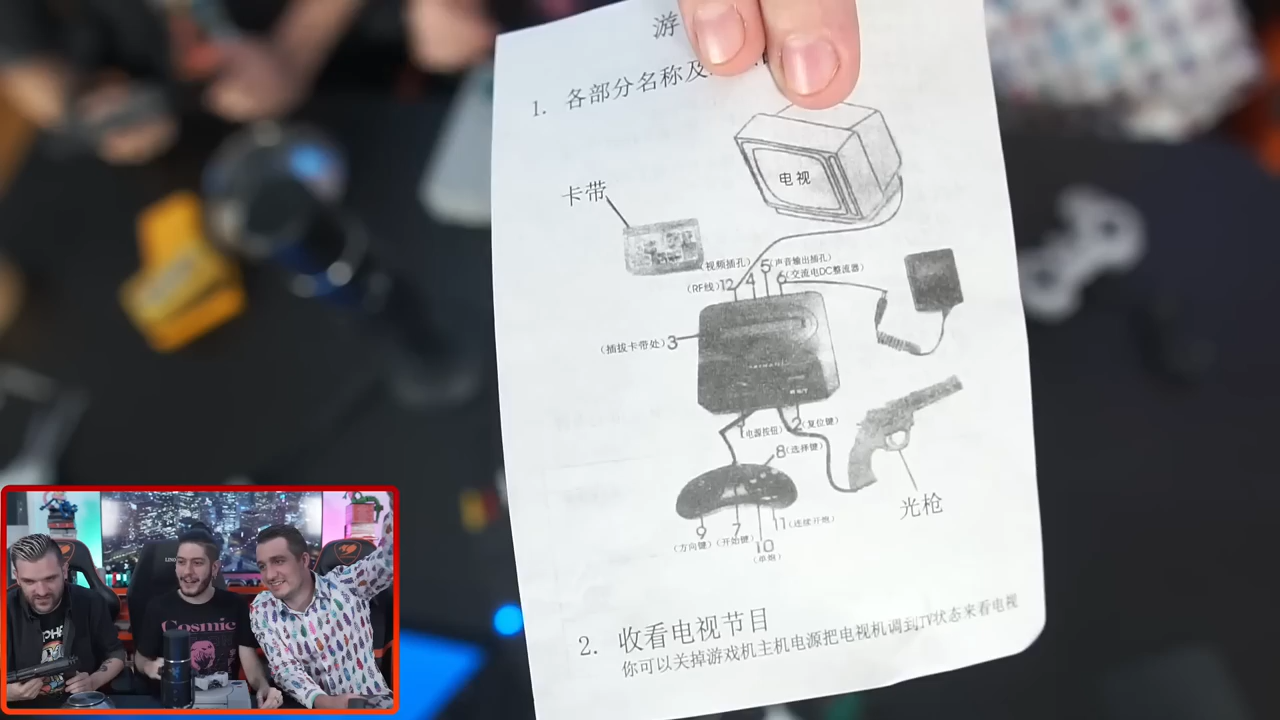 游
1. 各部分名称及
电视
卡带
(视频插孔)
5(声音输出插孔)
(RF线)12
4
6(交流电DC整流器)
(插拔卡带处)3
1(电源按钮)
2(复位键)
8(选择键)
光枪
9
7
11(连续开炮)
(方向键)
(开始键)
10
(单炮)
2. 收看电视节目
你可以关掉游戏机主机电源把电视机调到TV状态来看电视
Cosmic